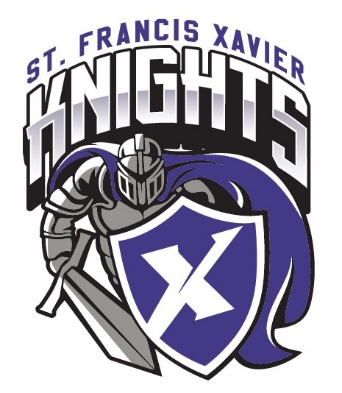 ST. FRANCIS XAVIER
KNIGHTS
X